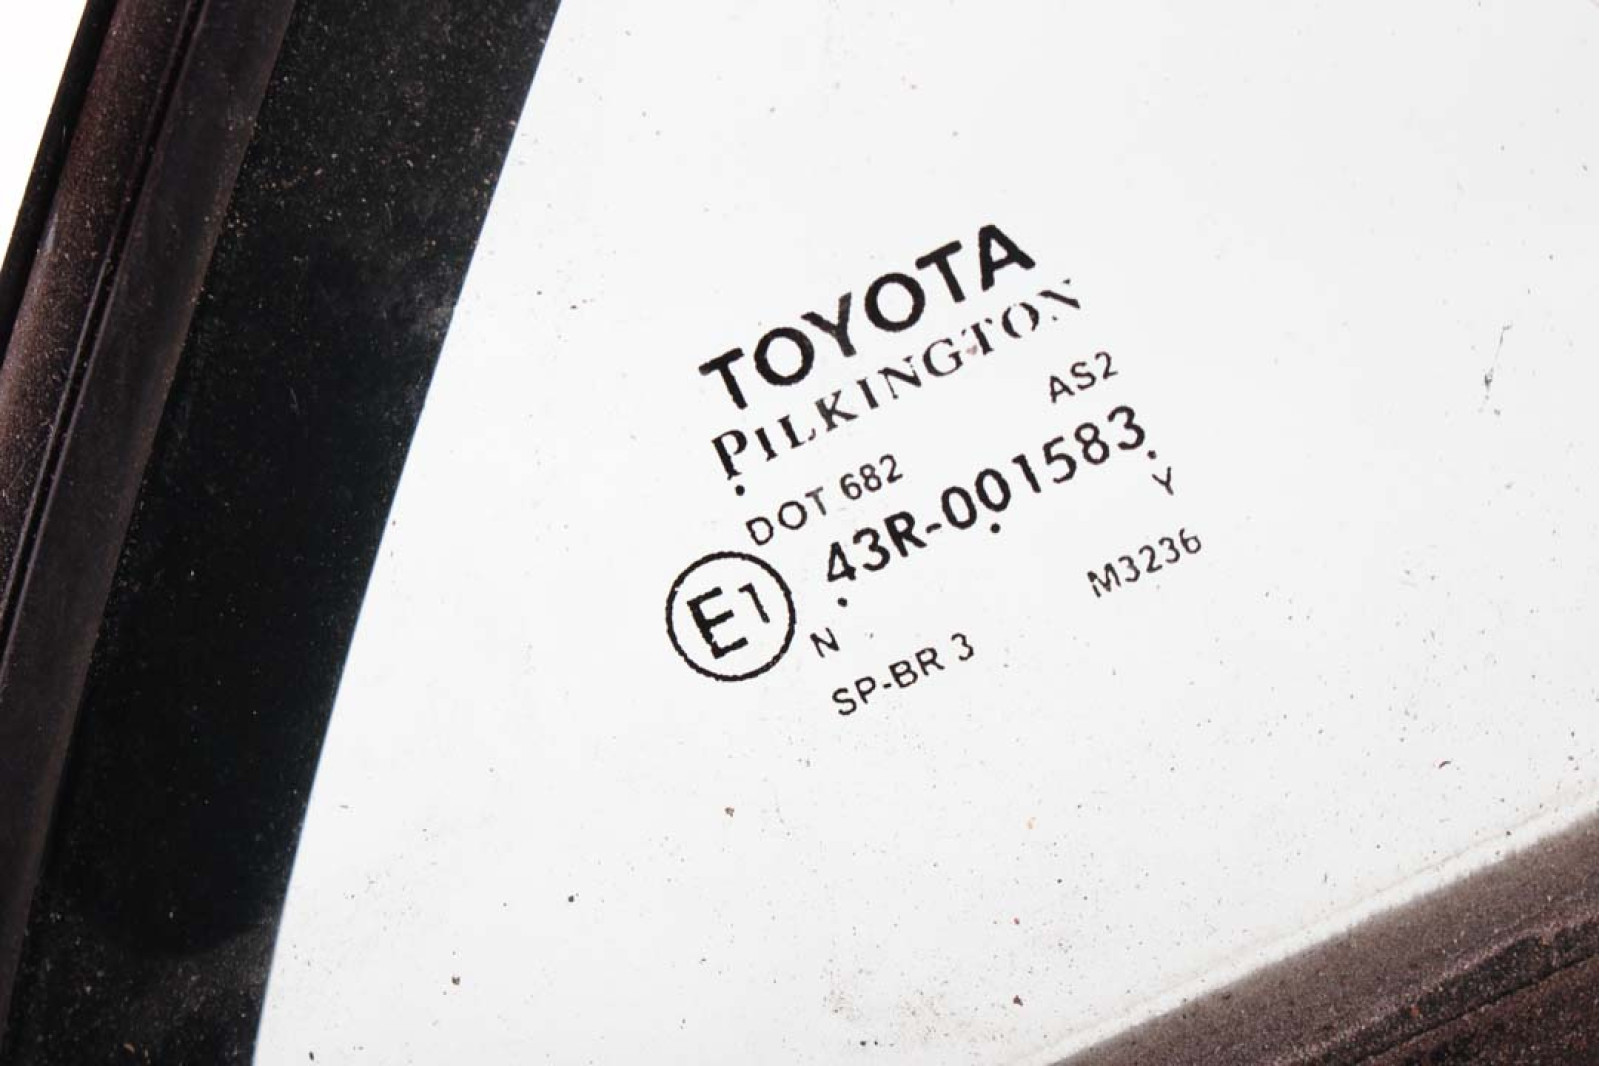 TOYOTA
PILKINGTON
DOT 682 AS2
E1 43R-001583
N Y
SP-BR 3 M3236